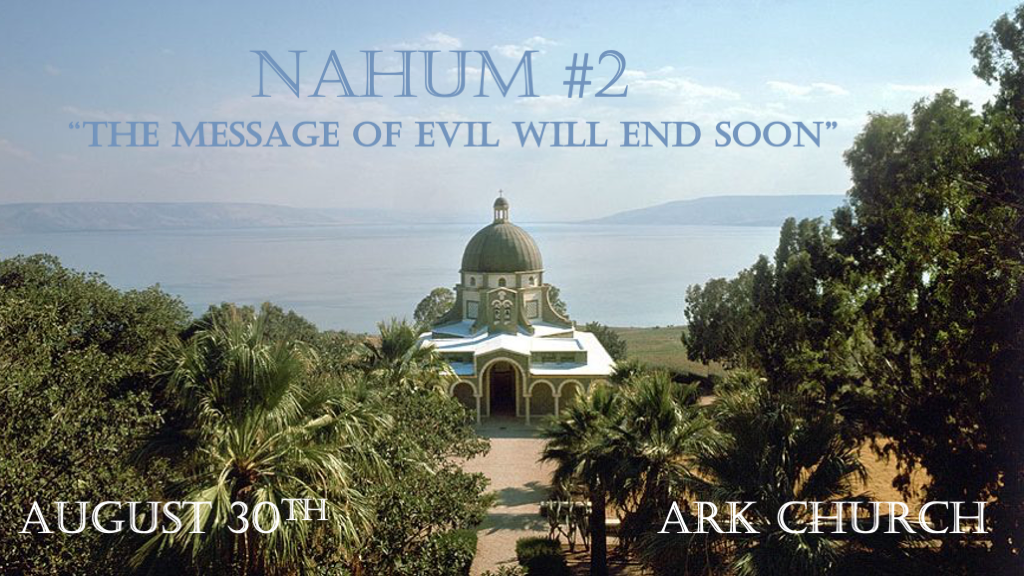 NAHUM #2
“THE MESSAGE OF EVIL WILL END SOON”
AUGUST 30TH
ARK CHURCH